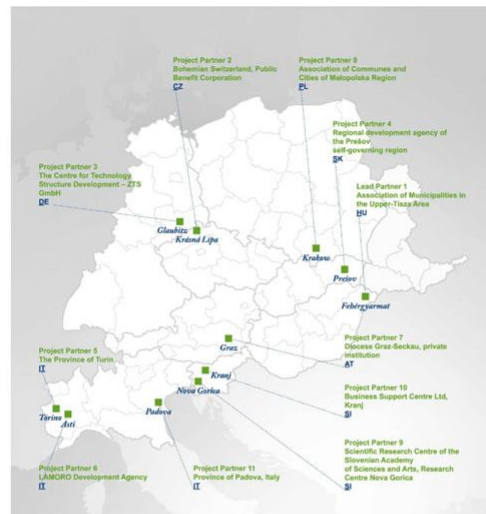 Project Partner 2
Bohemian Switzerland, Public
Benefit Corporation
CZ
Project Partner 8
Association of Communes and
Cities of Małopolska Region
PL
Project Partner 4
Regional development agency of
the Prešov
self-governing region
SK
Project Partner 3
The Centre for Technology
Structure Development – ZTS
GmbH
DE
Lead Partner 1
Association of Municipalities in
the Upper-Tiaza Area
HU
Glaubitz
Krásná Lípa
Krakow
Prešov
Fehérgyarmat
Graz
Project Partner 7
Djocese Graz-Seckau, private
institution
AT
Project Partner 5
The Province of Turin
IT
Kranj
Nova Gorica
Project Partner 10
Business Support Centre Ltd,
Kranj
SI
Torino
Asti
Padova
Project Partner 9
Scientific Research Centre of the
Slovenian Academy
of Sciences and Arts, Research
Centre Nova Gorica
SI
Project Partner 6
LAMORO Development Agency
IT
Project Partner 11
Province of Padova, Italy
IT